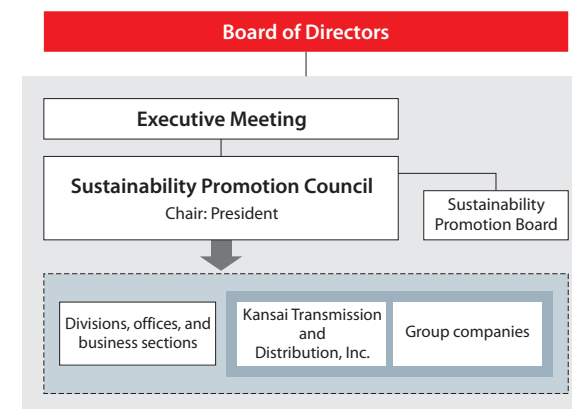 Board of Directors
Executive Meeting
Sustainability Promotion Council
Chair: President
Sustainability
Promotion Board
Divisions, offices, and
business sections
Kansai Transmission
and
Distribution, Inc.
Group companies